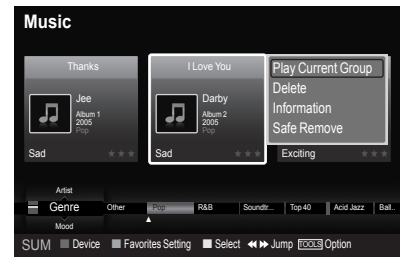 Music
Thanks
Jee
Album 1
2005
Pop
Sad
I Love You
Darby
Album 2
2005
Pop
Sad
Play Current Group
Delete
Information
Safe Remove
Exciting
Artist
Genre Other Pop R&B Soundtr... Top 40 Acid Jazz Ball..
Mood
SUM Device Favorites Setting Select Jump TOOLS Option